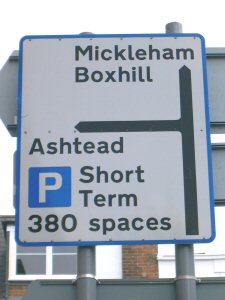 Mickleham
Boxhill
Ashtead
P Short
Term
380 spaces